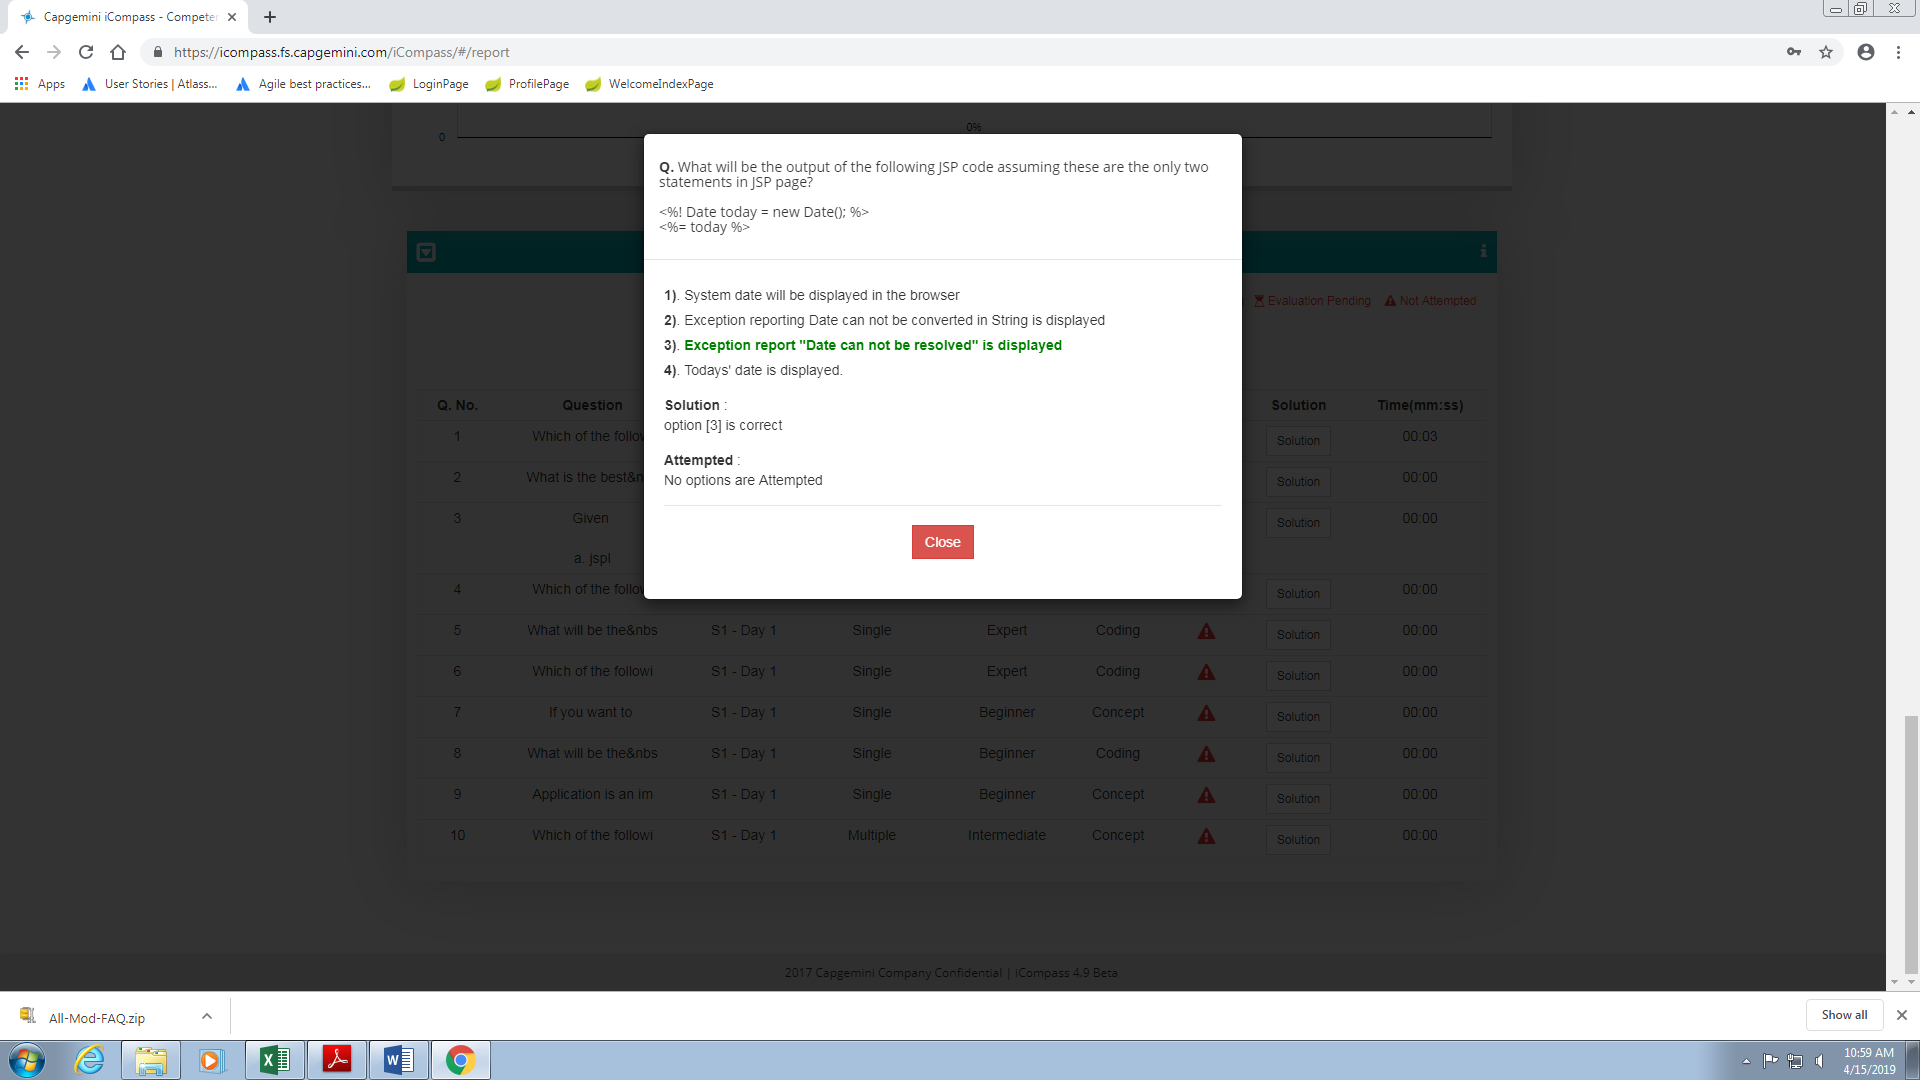 Capgemini iCompass - Competer
https://icompass.fs.capgemini.com/iCompass/#/report
Apps
User Stories | Atlass...
Agile best practices...
LoginPage
ProfilePage
WelcomeIndexPage
0
0%
Q. What will be the output of the following JSP code assuming these are the only two
statements in JSP page?
<%! Date today = new Date(); %>
<%= today %>
1). System date will be displayed in the browser
2). Exception reporting Date can not be converted in String is displayed
3). Exception report "Date can not be resolved" is displayed
4). Todays' date is displayed.
Solution :
option [3] is correct
Attempted :
No options are Attempted
Close
Evaluation Pending Not Attempted
Q. No. Question Solution Time(mm:ss)
1 Which of the follow Solution 00:03
2 What is the best&n Solution 00:00
3 Given Solution 00:00
a. jspI
4 Which of the follow Solution 00:00
5 What will be the&nbs S1 - Day 1 Single Expert Coding Solution 00:00
6 Which of the followi S1 - Day 1 Single Expert Coding Solution 00:00
7 If you want to S1 - Day 1 Single Beginner Concept Solution 00:00
8 What will be the&nbs S1 - Day 1 Single Beginner Coding Solution 00:00
9 Application is an im S1 - Day 1 Single Beginner Concept Solution 00:00
10 Which of the followi S1 - Day 1 Multiple Intermediate Concept Solution 00:00
2017 Capgemini Company Confidential | iCompass 4.9 Beta
All-Mod-FAQ.zip
Show all
10:59 AM
4/15/2019